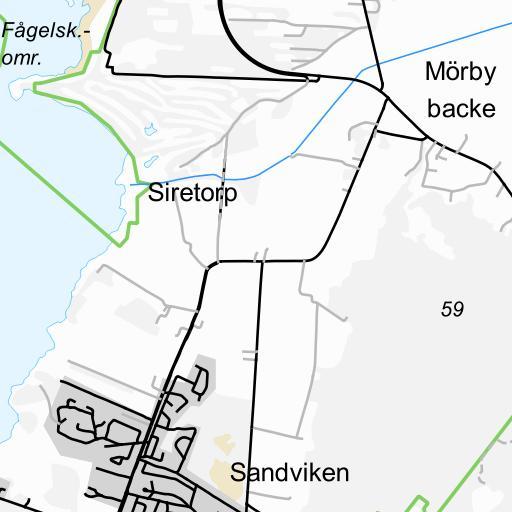 Fågelsk.-
omr.
Mörby
backe
Siretorp
59
Sandviken